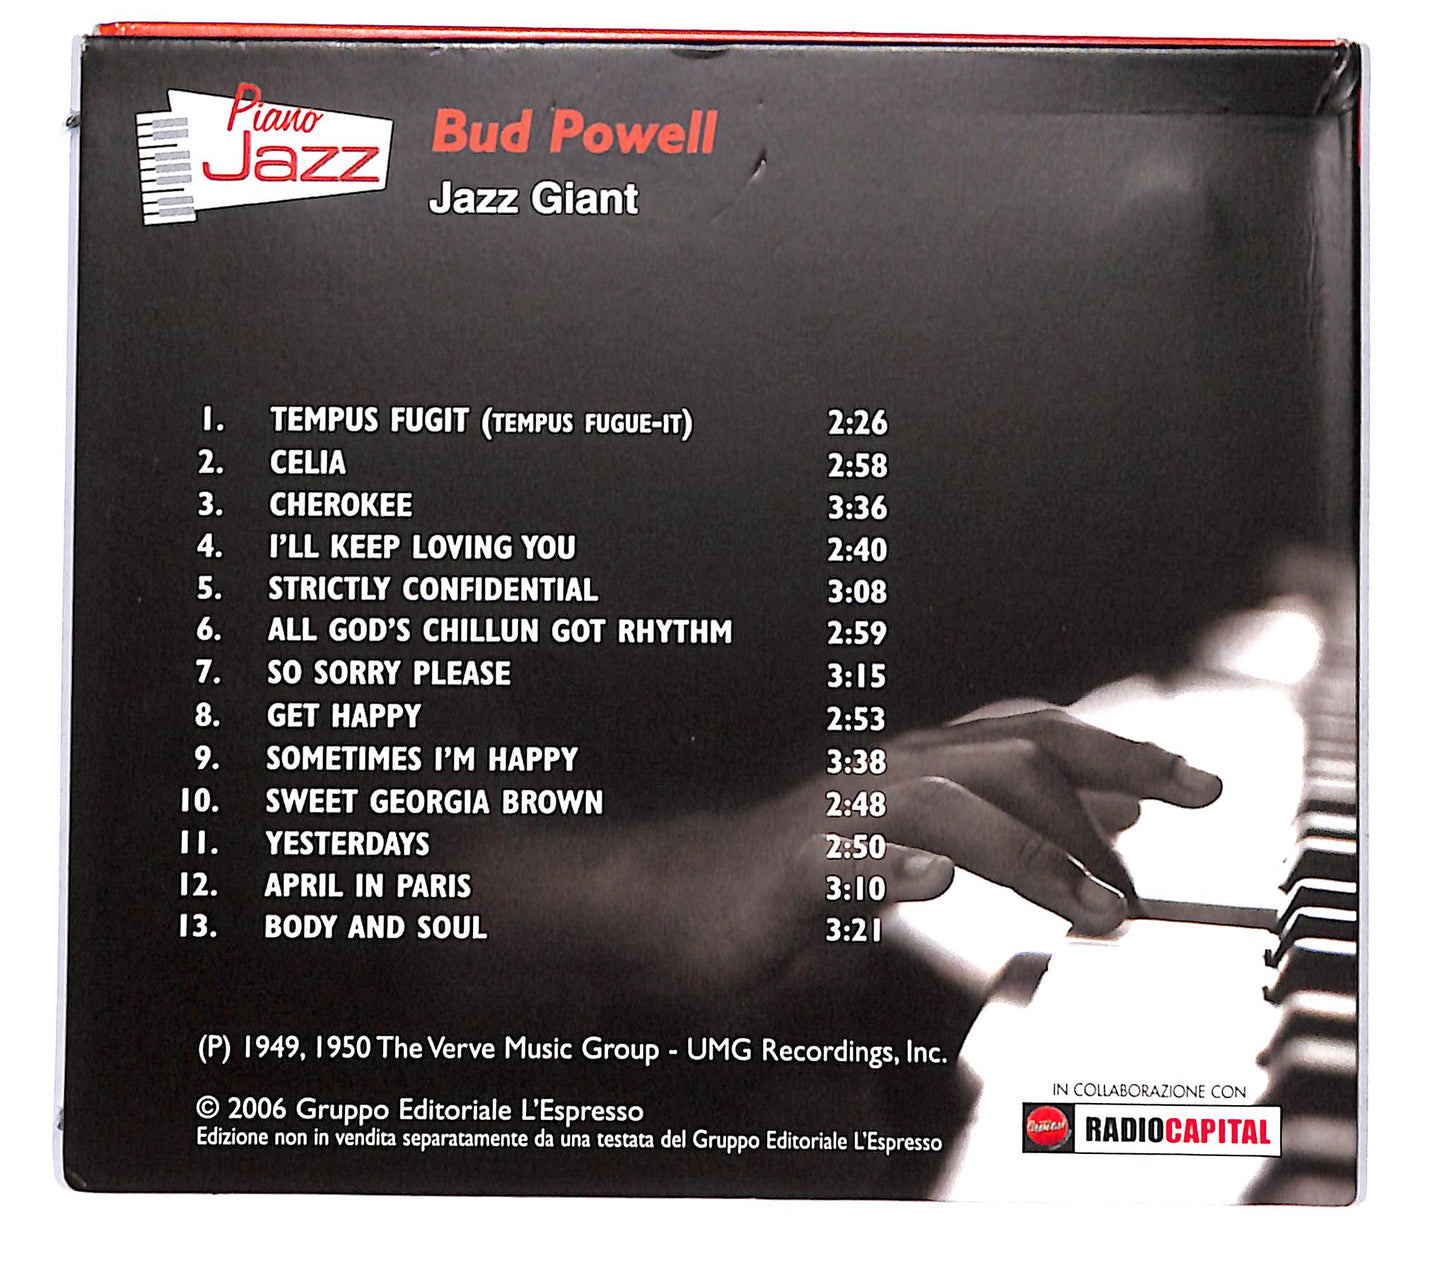 Piano
Jazz
Bud Powell
Jazz Giant
1. TEMPUS FUGIT (TEMPUS FUGUE-IT) 2:26
2. CELIA 2:58
3. CHEROKEE 3:36
4. I'LL KEEP LOVING YOU 2:40
5. STRICTLY CONFIDENTIAL 3:08
6. ALL GOD'S CHILLUN GOT RHYTHM 2:59
7. SO SORRY PLEASE 3:15
8. GET HAPPY 2:53
9. SOMETIMES I'M HAPPY 3:38
10. SWEET GEORGIA BROWN 2:48
11. YESTERDAYS 2:50
12. APRIL IN PARIS 3:10
13. BODY AND SOUL 3:21
(P) 1949, 1950 The Verve Music Group - UMG Recordings, Inc.
© 2006 Gruppo Editoriale L'Espresso
Edizione non in vendita separatamente da una testata del Gruppo Editoriale L'Espresso
IN COLLABORAZIONE CON
RADIOCAPITAL